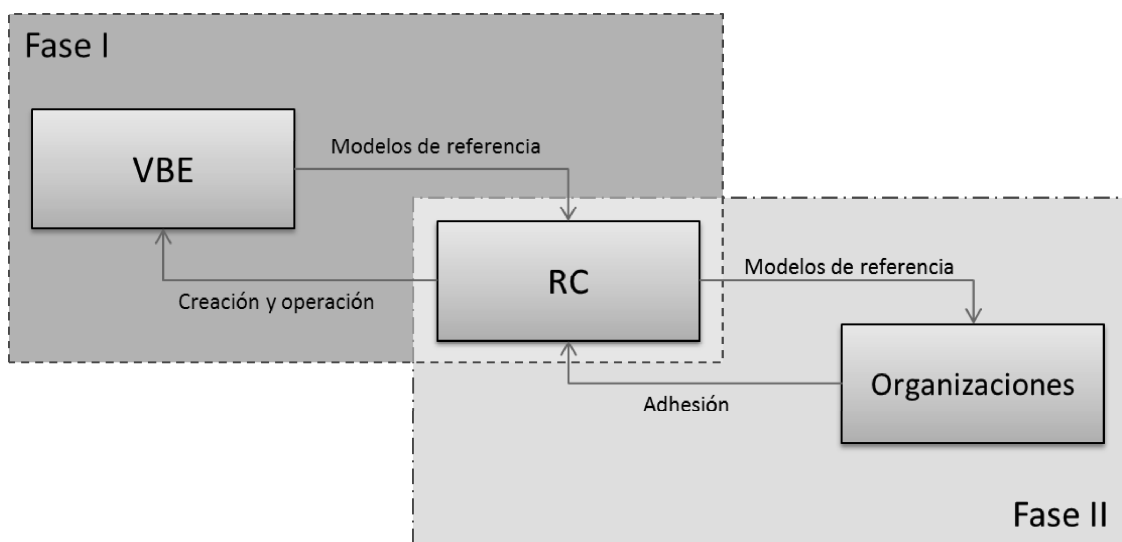 Fase I
VBE
Modelos de referencia
RC
Creación y operación
Modelos de referencia
Organizaciones
Adhesión
Fase II